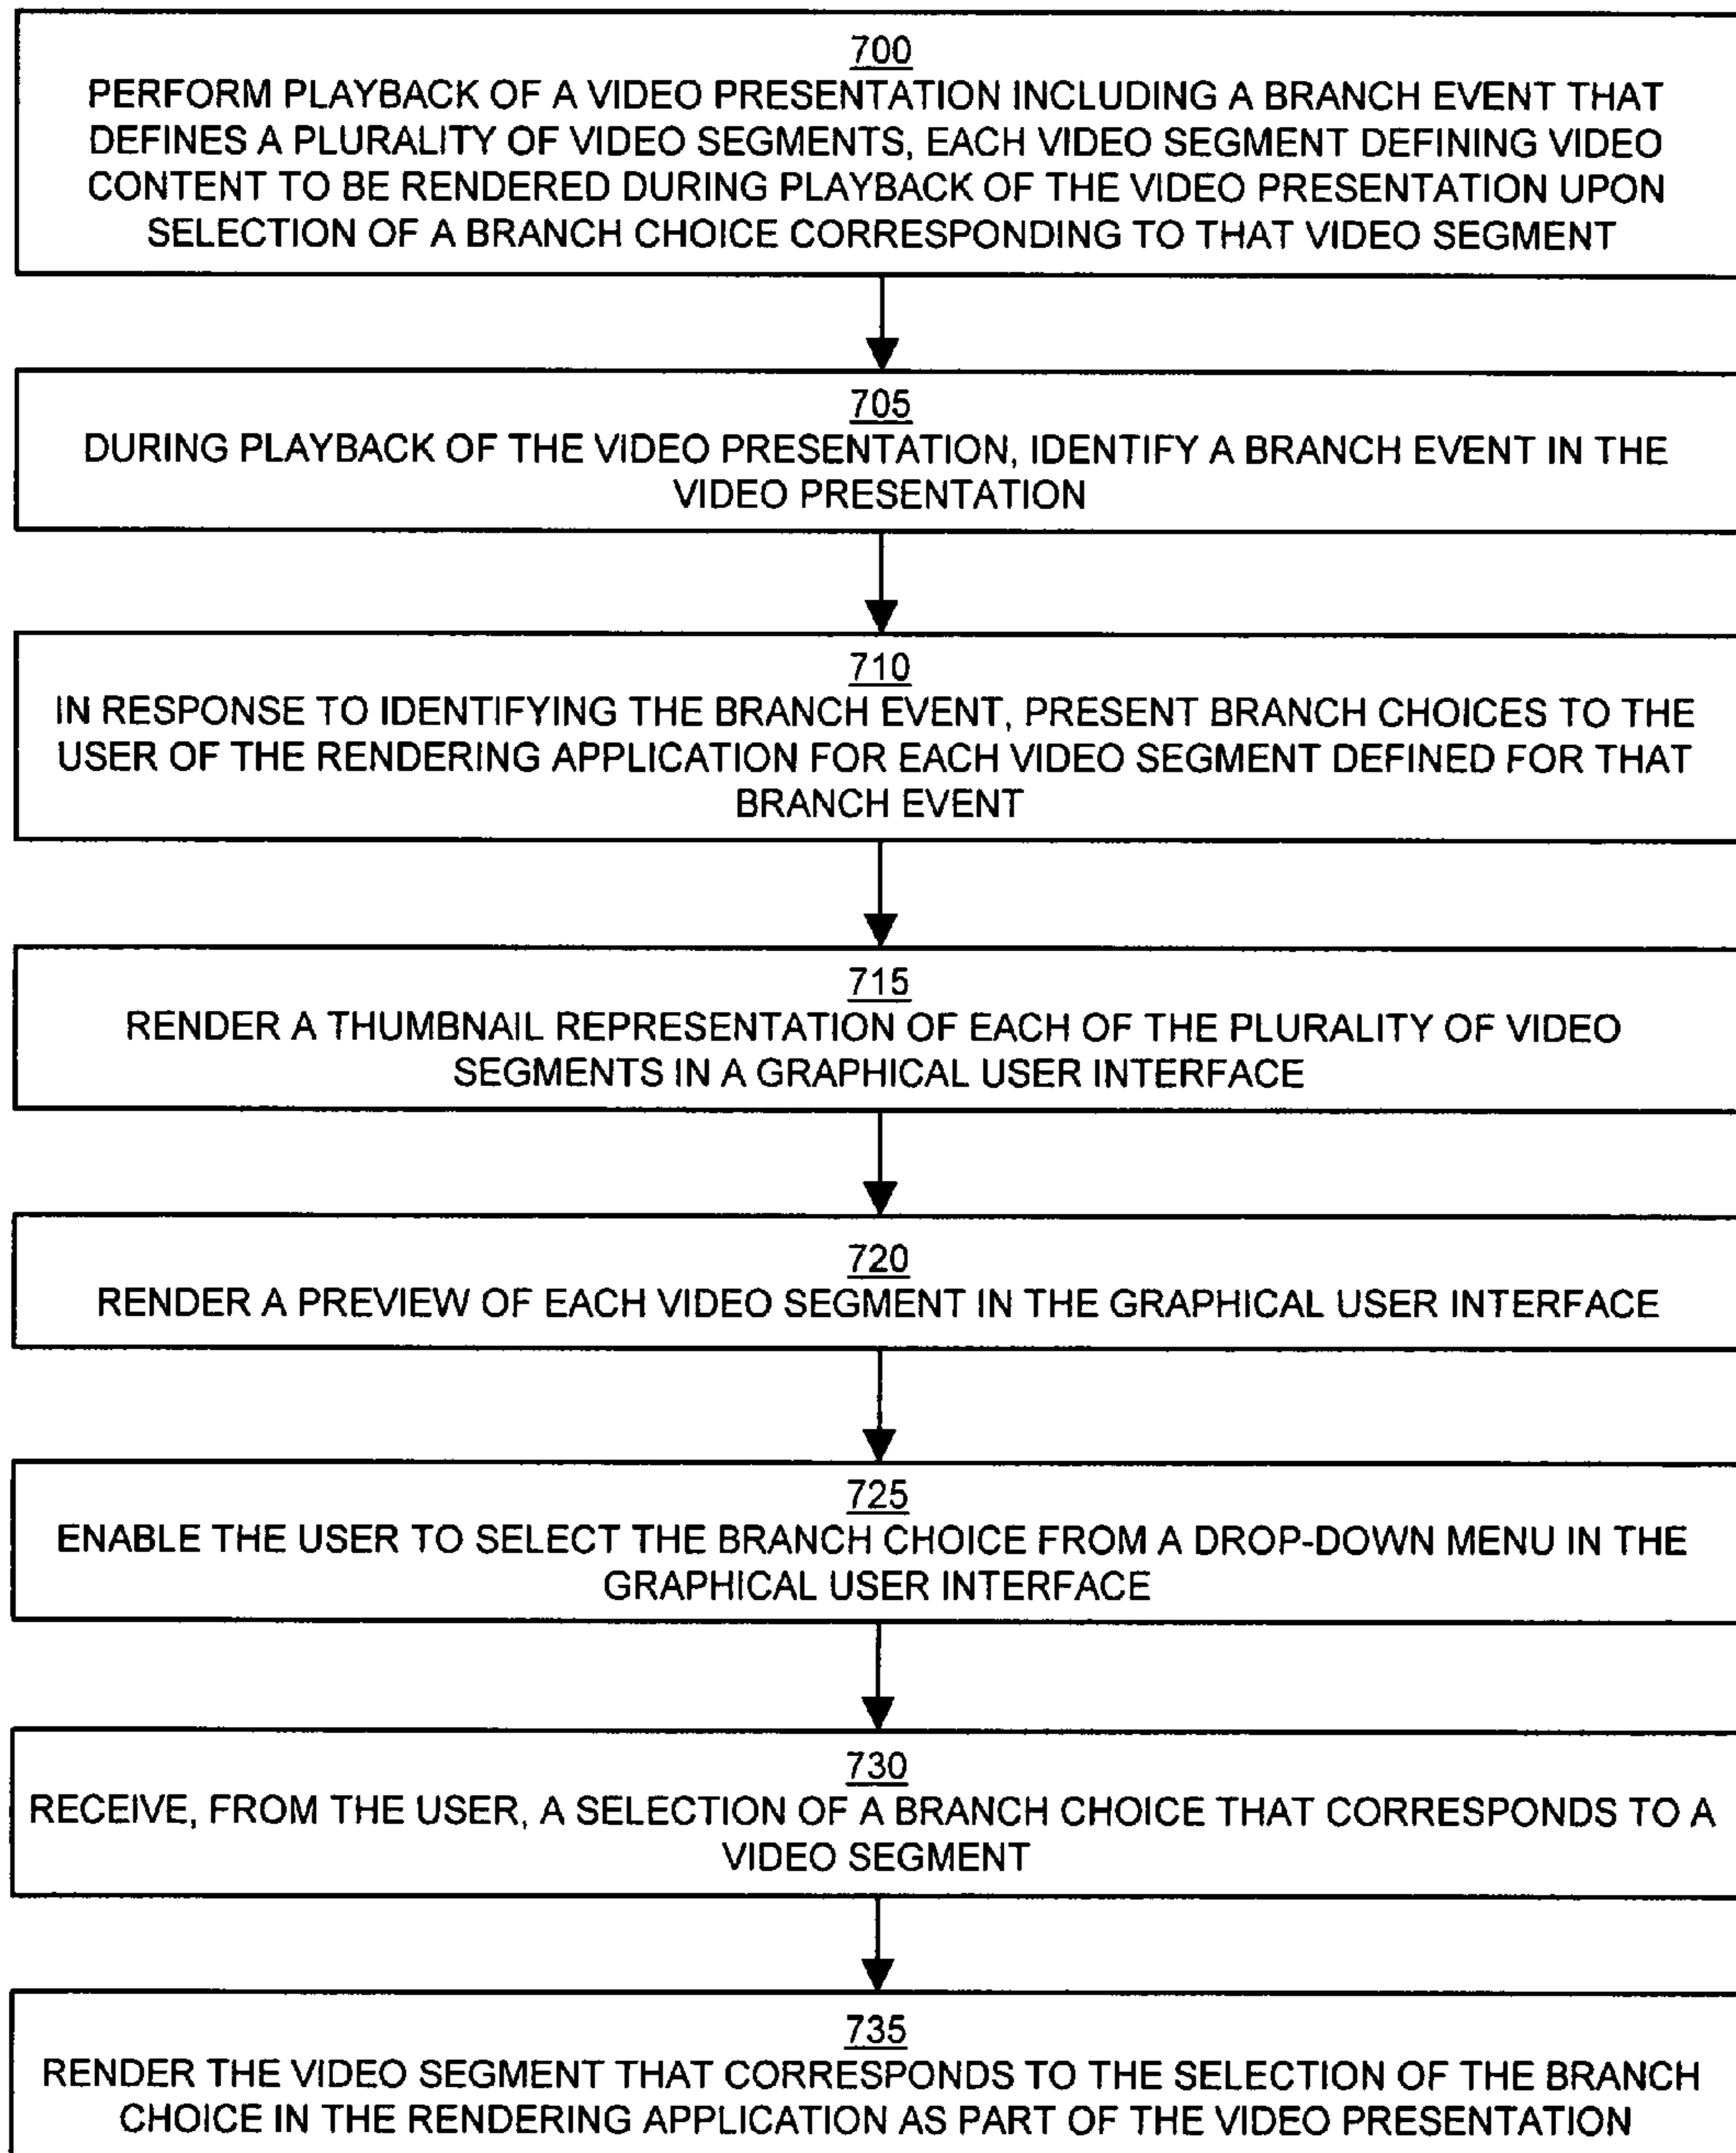 700
PERFORM PLAYBACK OF A VIDEO PRESENTATION INCLUDING A BRANCH EVENT THAT
DEFINES A PLURALITY OF VIDEO SEGMENTS, EACH VIDEO SEGMENT DEFINING VIDEO
CONTENT TO BE RENDERED DURING PLAYBACK OF THE VIDEO PRESENTATION UPON
SELECTION OF A BRANCH CHOICE CORRESPONDING TO THAT VIDEO SEGMENT
705
DURING PLAYBACK OF THE VIDEO PRESENTATION, IDENTIFY A BRANCH EVENT IN THE
VIDEO PRESENTATION
710
IN RESPONSE TO IDENTIFYING THE BRANCH EVENT, PRESENT BRANCH CHOICES TO THE
USER OF THE RENDERING APPLICATION FOR EACH VIDEO SEGMENT DEFINED FOR THAT
BRANCH EVENT
715
RENDER A THUMBNAIL REPRESENTATION OF EACH OF THE PLURALITY OF VIDEO
SEGMENTS IN A GRAPHICAL USER INTERFACE
720
RENDER A PREVIEW OF EACH VIDEO SEGMENT IN THE GRAPHICAL USER INTERFACE
725
ENABLE THE USER TO SELECT THE BRANCH CHOICE FROM A DROP-DOWN MENU IN THE
GRAPHICAL USER INTERFACE
730
RECEIVE, FROM THE USER, A SELECTION OF A BRANCH CHOICE THAT CORRESPONDS TO A
VIDEO SEGMENT
735
RENDER THE VIDEO SEGMENT THAT CORRESPONDS TO THE SELECTION OF THE BRANCH
CHOICE IN THE RENDERING APPLICATION AS PART OF THE VIDEO PRESENTATION